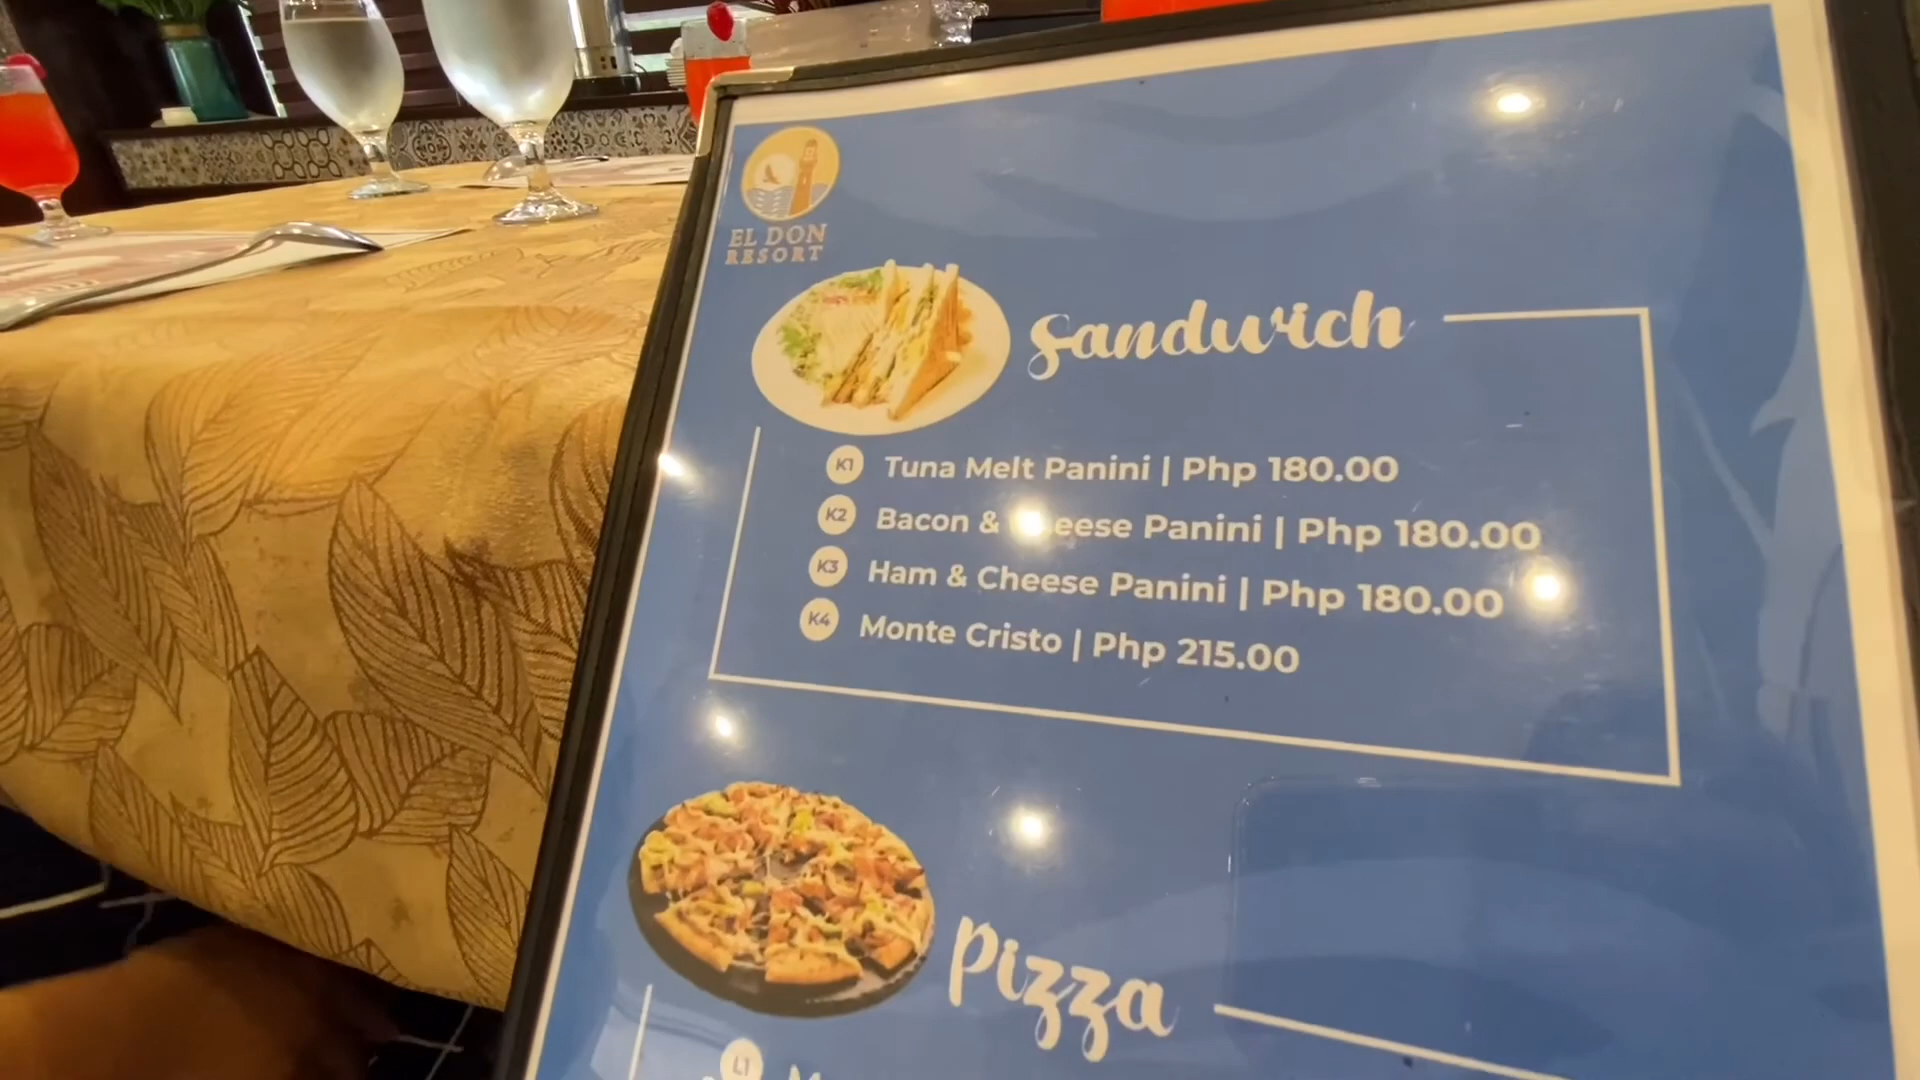 EL DON
RESORT
Sandwich
K1 Tuna Melt Panini | Php 180.00
K2 Bacon & Cheese Panini | Php 180.00
K3 Ham & Cheese Panini | Php 180.00
K4 Monte Cristo | Php 215.00
Pizza
L1